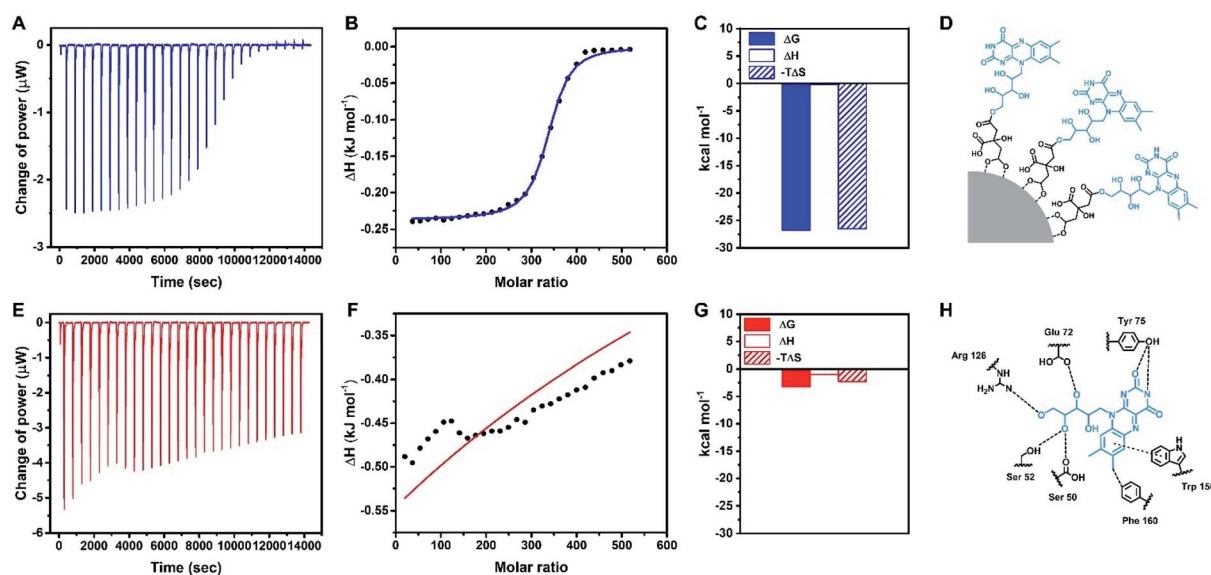 A
Change of power (µW)
0
-1
-2
-3
0 2000 4000 6000 8000 10000 12000 14000
Time (sec)
B
ΔH (kJ mol⁻¹)
0.00
-0.05
-0.10
-0.15
-0.20
-0.25
0 100 200 300 400 500 600
Molar ratio
C
kcal mol⁻¹
10
5
0
-5
-10
-15
-20
-25
-30
ΔG
ΔH
-TΔS
D
E
Change of power (µW)
0
-1
-2
-3
-4
-5
-6
0 2000 4000 6000 8000 10000 12000 14000
Time (sec)
F
ΔH (kJ mol⁻¹)
-0.35
-0.40
-0.45
-0.50
-0.55
0 100 200 300 400 500 600
Molar ratio
G
kcal mol⁻¹
10
5
0
-5
-10
-15
-20
-25
-30
ΔG
ΔH
-TΔS
H
Glu 72
Tyr 75
Arg 126
Ser 52
Ser 50
Phe 160